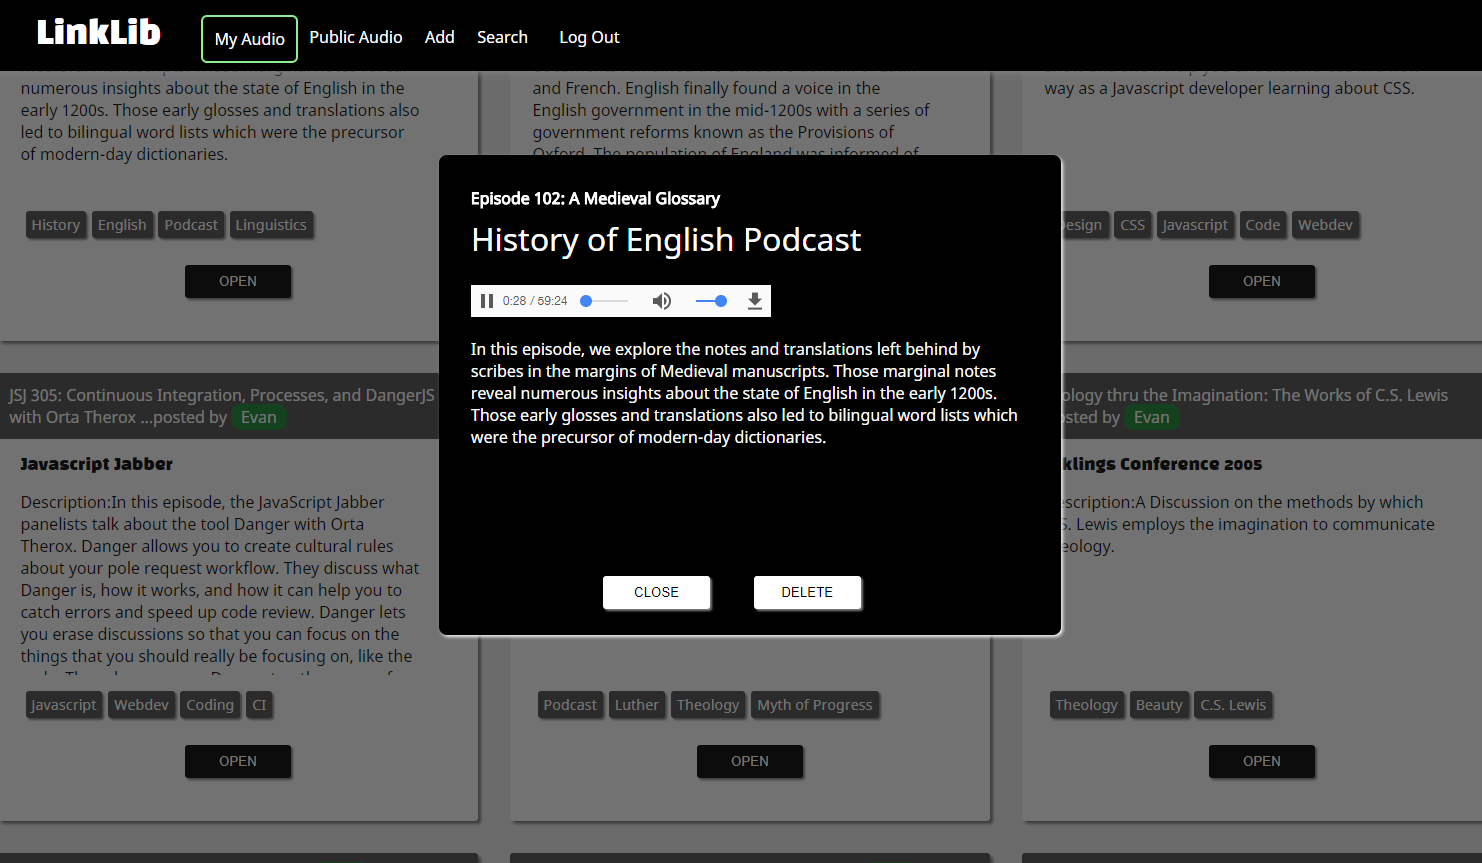 LinkLib
My Audio
Public Audio
Add
Search
Log Out
numerous insights about the state of English in the
early 1200s. Those early glosses and translations also
led to bilingual word lists which were the precursor
of modern-day dictionaries.
History
English
Podcast
Linguistics
OPEN
and French. English finally found a voice in the
English government in the mid-1200s with a series of
government reforms known as the Provisions of
Oxford. The population of England was informed of
way as a Javascript developer learning about CSS.
CSS
Javascript
Code
Webdev
OPEN
Episode 102: A Medieval Glossary
History of English Podcast
0:28 / 59:24
In this episode, we explore the notes and translations left behind by
scribes in the margins of Medieval manuscripts. Those marginal notes
reveal numerous insights about the state of English in the early 1200s.
Those early glosses and translations also led to bilingual word lists which
were the precursor of modern-day dictionaries.
CLOSE
DELETE
JSJ 305: Continuous Integration, Processes, and DangerJS
with Orta Therox ...posted by Evan
Javascript Jabber
Description:In this episode, the JavaScript Jabber
panelists talk about the tool Danger with Orta
Therox. Danger allows you to create cultural rules
about your pole request workflow. They discuss what
Danger is, how it works, and how it can help you to
catch errors and speed up code review. Danger lets
you erase discussions so that you can focus on the
things that you should really be focusing on, like the
Javascript
Webdev
Coding
CI
OPEN
Podcast
Luther
Theology
Myth of Progress
OPEN
ology thru the Imagination: The Works of C.S. Lewis
sted by Evan
klings Conference 2005
scription:A Discussion on the methods by which
S. Lewis employs the imagination to communicate
eology.
Theology
Beauty
C.S. Lewis
OPEN